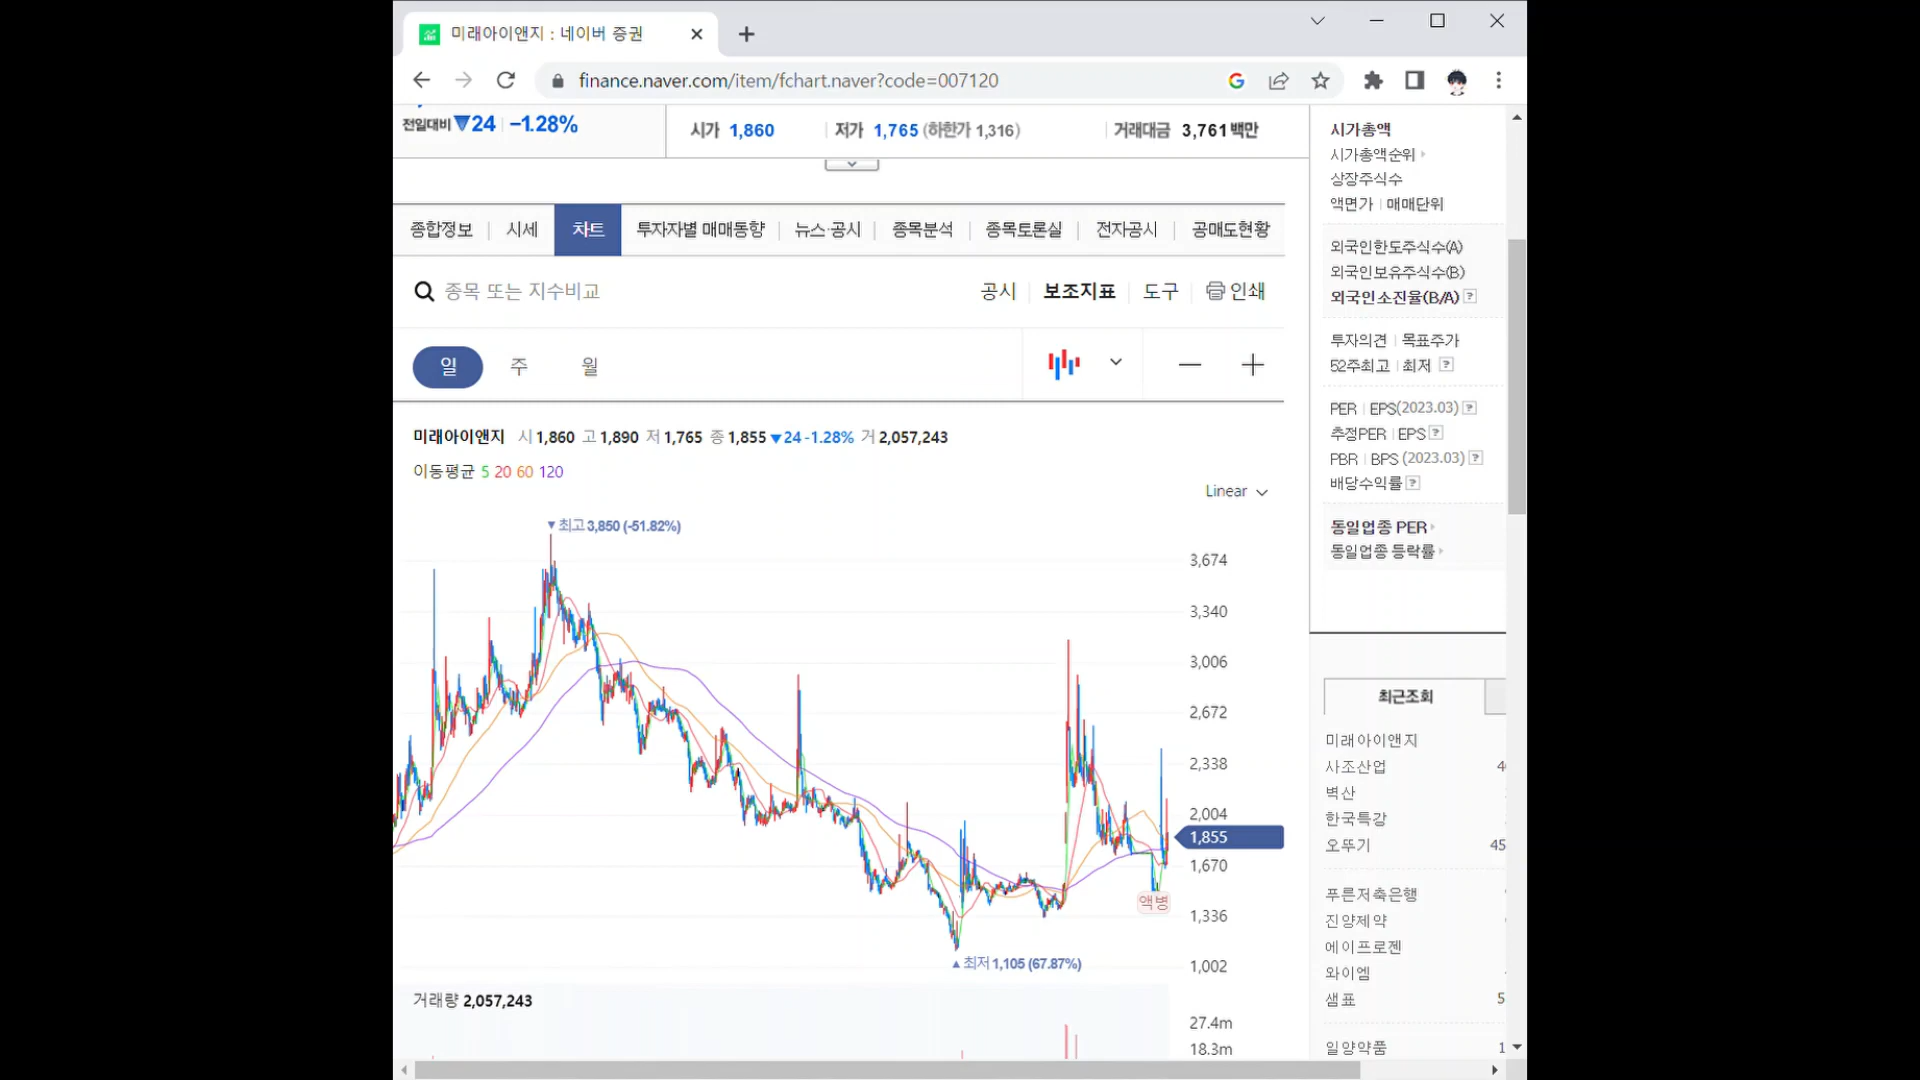 미래아이앤지 : 네이버 증권
finance.naver.com/item/fchart.naver?code=007120
전일대비 ▼24 -1.28%
시가 1,860 저가 1,765 (하한가 1,316) 거래대금 3,761 백만
종합정보 시세 차트 투자자별 매매동향 뉴스·공시 종목분석 종목토론실 전자공시 공매도현황
종목 또는 지수비교 공시 보조지표 도구 인쇄
일 주 월
미래아이앤지 시 1,860 고 1,890 저 1,765 종 1,855 ▼24 -1.28% 거 2,057,243
이동평균 5 20 60 120
Linear
▼최고 3,850 (-51.82%)
3,674
3,340
3,006
2,672
2,338
2,004
1,855
1,670
액병
1,336
▲최저 1,105 (67.87%)
1,002
거래량 2,057,243
27.4m
18.3m
시가총액
시가총액순위
상장주식수
액면가 | 매매단위
외국인한도주식수(A)
외국인보유주식수(B)
외국인소진율(B/A) ?
투자의견 | 목표주가
52주최고 | 최저 ?
PER | EPS(2023.03) ?
추정PER | EPS ?
PBR | BPS (2023.03) ?
배당수익률 ?
동일업종 PER
동일업종 등락률
최근조회
미래아이앤지
사조산업
벽산
한국특강
오뚜기 45
푸른저축은행
진양제약
에이프로젠
와이엠
샘표 5
일양약품 1